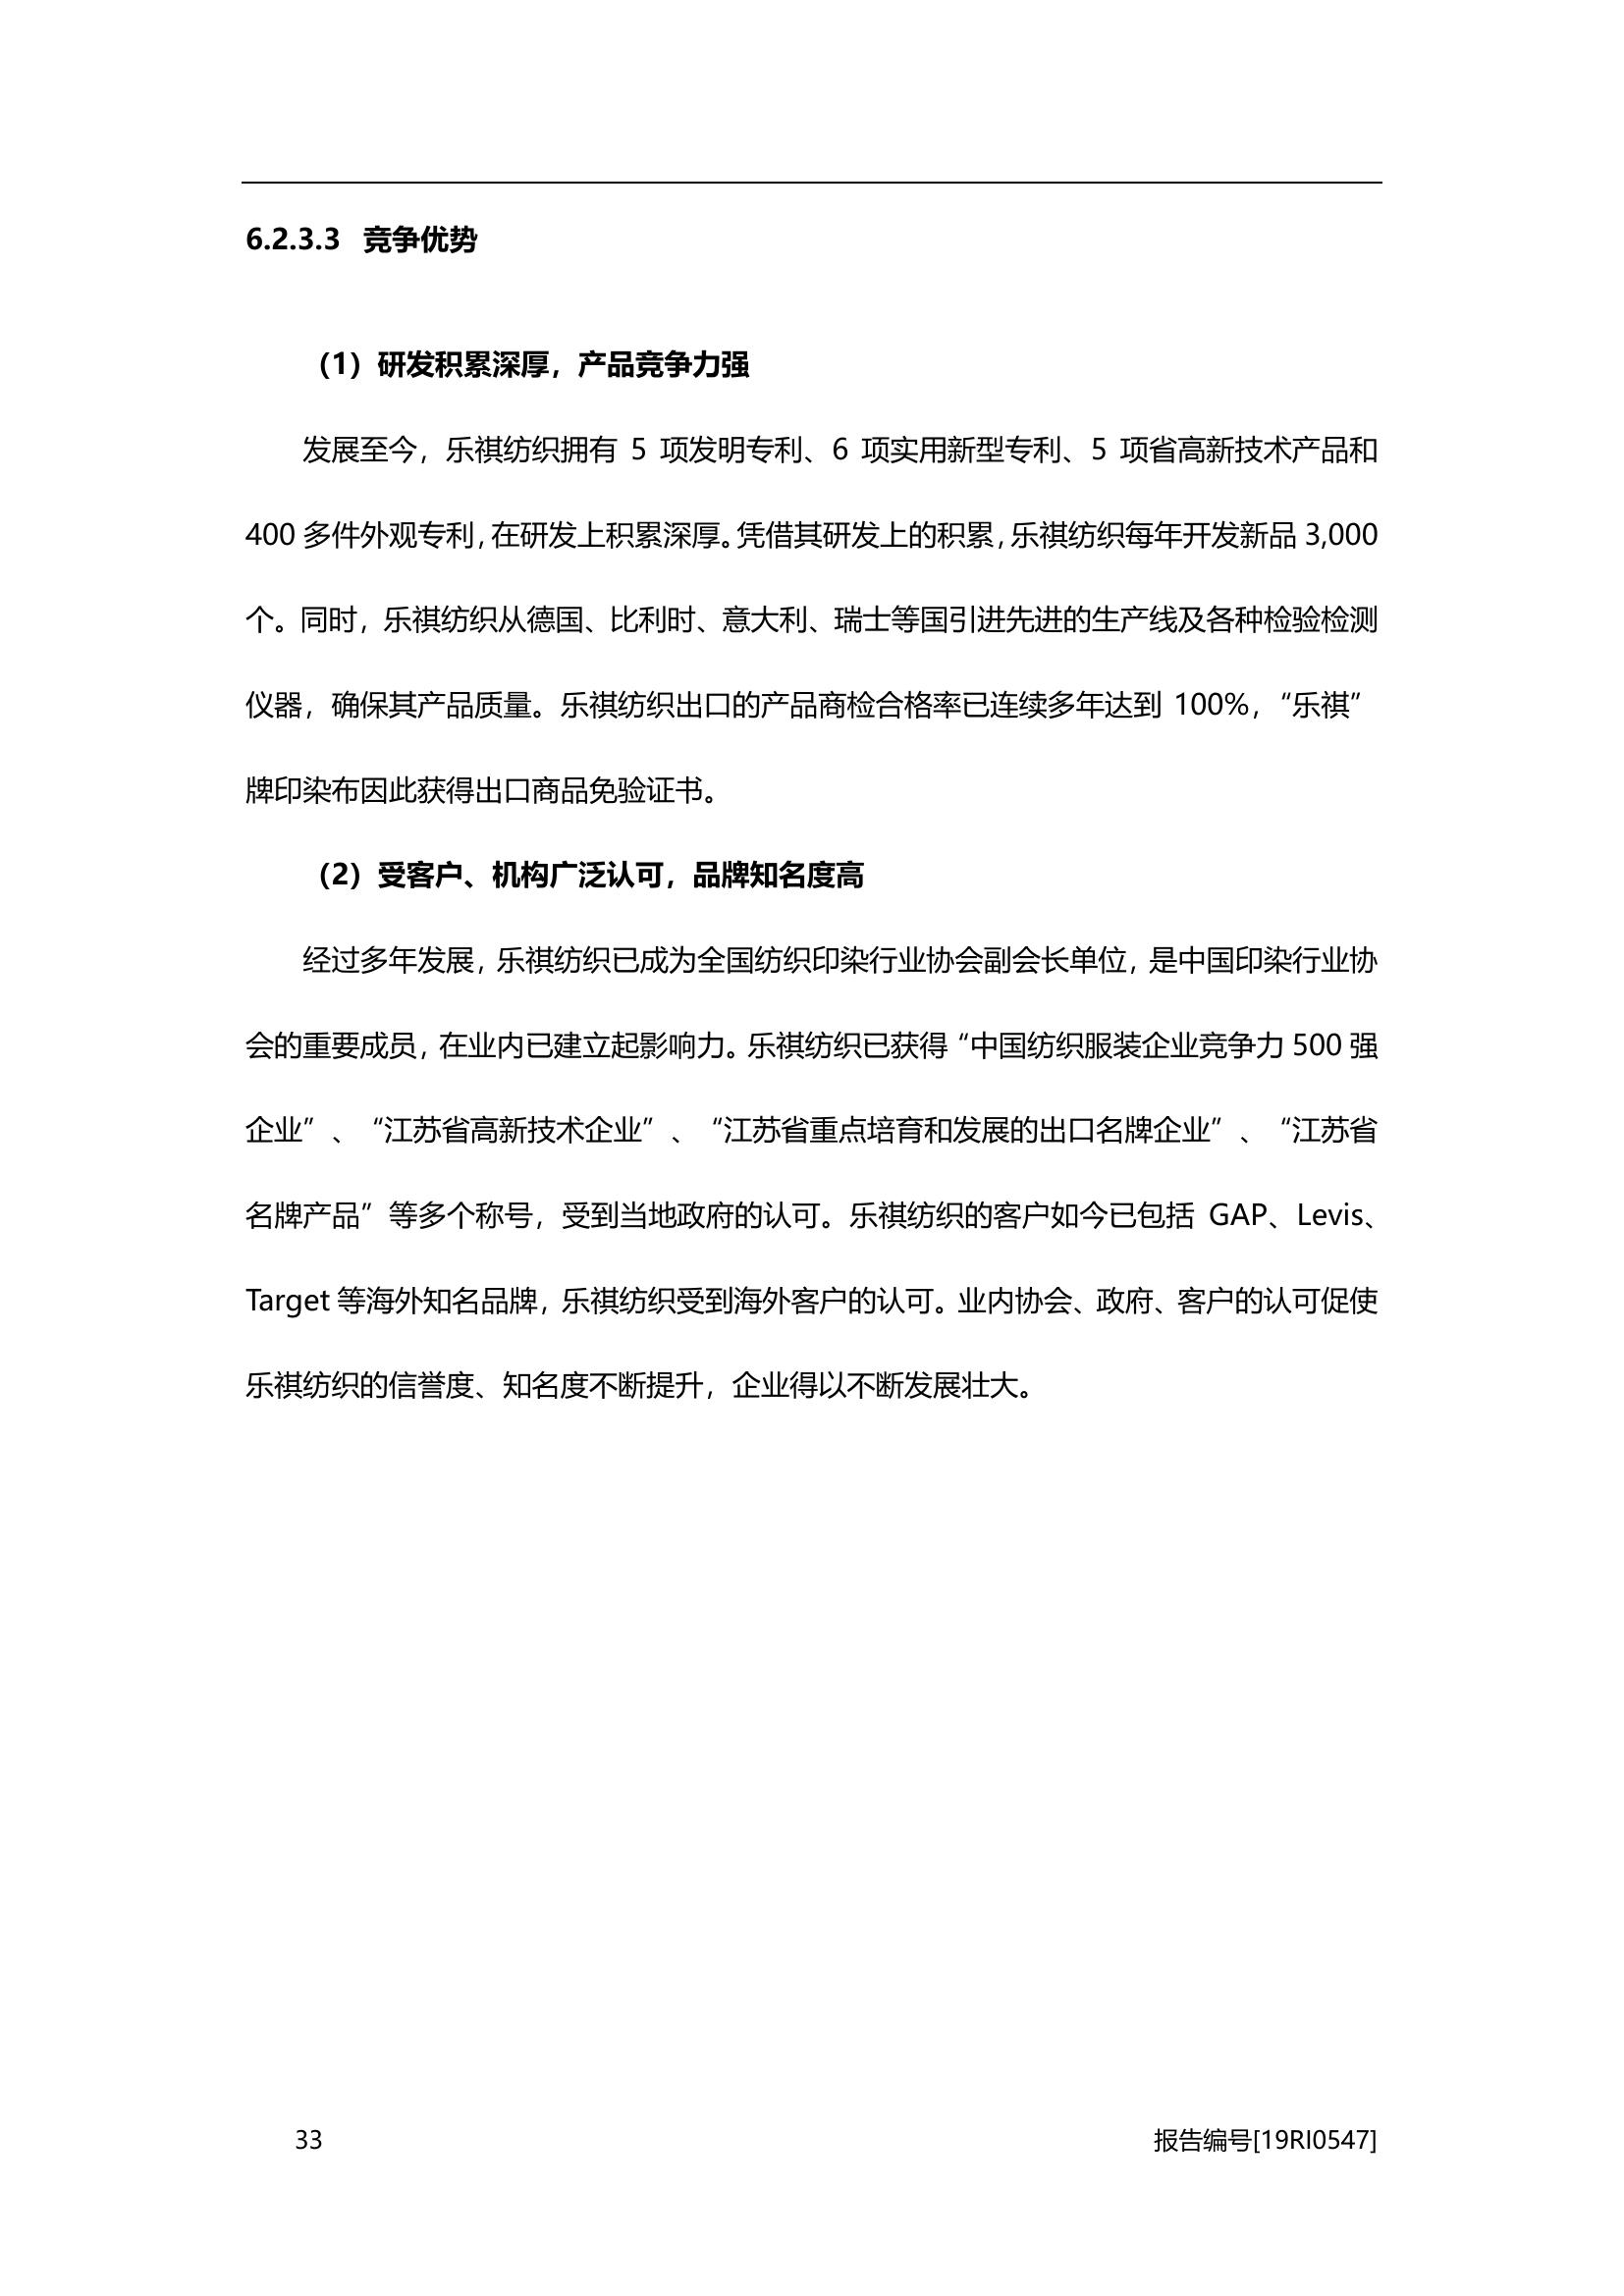 6.2.3.3 竞争优势
（1）研发积累深厚，产品竞争力强
发展至今，乐祺纺织拥有 5 项发明专利、6 项实用新型专利、5 项省高新技术产品和
400 多件外观专利，在研发上积累深厚。凭借其研发上的积累，乐祺纺织每年开发新品 3,000
个。同时，乐祺纺织从德国、比利时、意大利、瑞士等国引进先进的生产线及各种检验检测
仪器，确保其产品质量。乐祺纺织出口的产品商检合格率已连续多年达到 100%，“乐祺”
牌印染布因此获得出口商品免验证书。
（2）受客户、机构广泛认可，品牌知名度高
经过多年发展，乐祺纺织已成为全国纺织印染行业协会副会长单位，是中国印染行业协
会的重要成员，在业内已建立起影响力。乐祺纺织已获得“中国纺织服装企业竞争力 500 强
企业”、“江苏省高新技术企业”、“江苏省重点培育和发展的出口名牌企业”、“江苏省
名牌产品”等多个称号，受到当地政府的认可。乐祺纺织的客户如今已包括 GAP、Levis、
Target 等海外知名品牌，乐祺纺织受到海外客户的认可。业内协会、政府、客户的认可促使
乐祺纺织的信誉度、知名度不断提升，企业得以不断发展壮大。
33
报告编号[19RI0547]